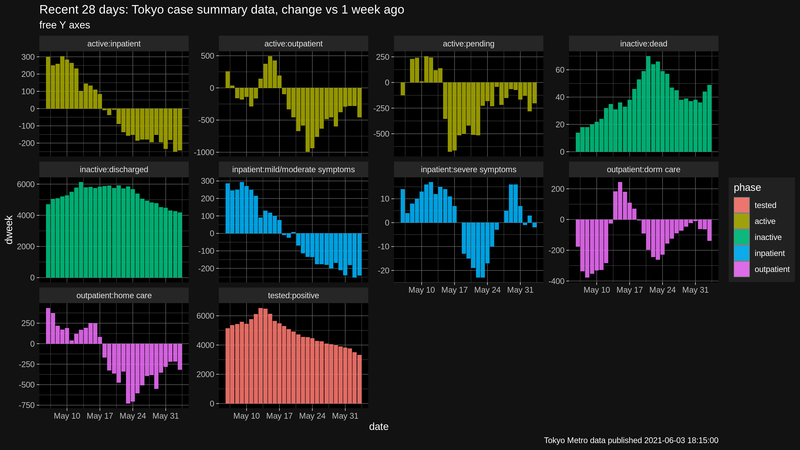 Recent 28 days: Tokyo case summary data, change vs 1 week ago
free Y axes
active:inpatient
active:outpatient
active:pending
inactive:dead
300
200
100
0
-100
-200
500
0
-500
-1000
250
0
-250
-500
60
40
20
0
inactive:discharged
inpatient:mild/moderate symptoms
inpatient:severe symptoms
outpatient:dorm care
6000
4000
2000
0
300
200
100
0
-100
-200
10
0
-10
-20
200
0
-200
-400
May 10 May 17 May 24 May 31
May 10 May 17 May 24 May 31
outpatient:home care
tested:positive
250
0
-250
-500
-750
6000
4000
2000
0
May 10 May 17 May 24 May 31
May 10 May 17 May 24 May 31
dweek
date
phase
tested
active
inactive
inpatient
outpatient
Tokyo Metro data published 2021-06-03 18:15:00